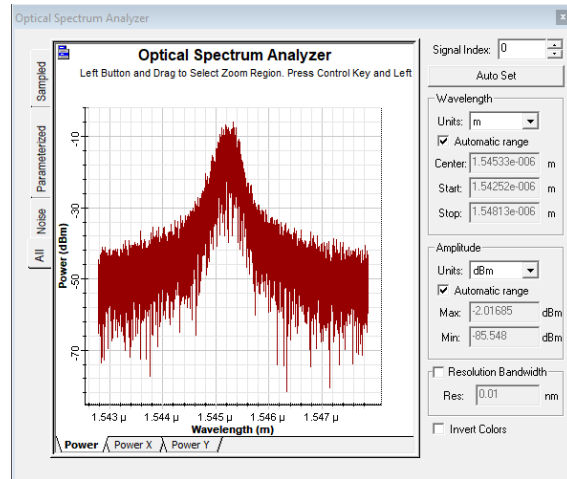 Optical Spectrum Analyzer
x
Optical Spectrum Analyzer
Left Button and Drag to Select Zoom Region. Press Control Key and Left
Sampled
Parameterized
Noise
All
Power (dBm)
-10
-30
-50
-70
1.543 µ 1.544 µ 1.545 µ 1.546 µ 1.547 µ
Wavelength (m)
Power Power X Power Y
Signal Index: 0
Auto Set
Wavelength
Units: m
Automatic range
Center: 1.54533e-006 m
Start: 1.54252e-006 m
Stop: 1.54813e-006 m
Amplitude
Units: dBm
Automatic range
Max: -2.01685 dBm
Min: -85.548 dBm
Resolution Bandwidth
Res: 0.01 nm
Invert Colors